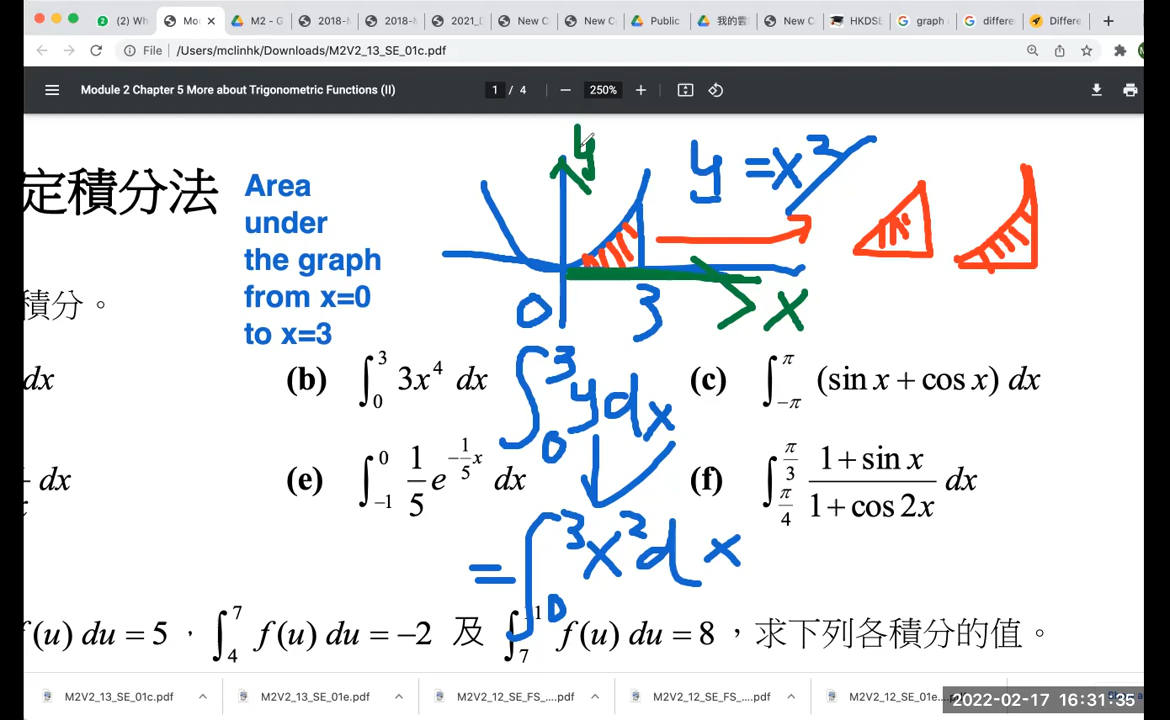 (2) Wh
Mo
M2 - G
2018-
2018-
2021_
New C
New C
Public
我的雲
New C
HKDSE
graph
differe
Differe
File /Users/mclinhk/Downloads/M2V2_13_SE_01c.pdf
Module 2 Chapter 5 More about Trigonometric Functions (II)
1 / 4
250%
定積分法
Area
under
the graph
from x=0
to x=3
y
y = x²
0
3
x
積分。
dx
(b) ∫₀³ 3x⁴ dx
∫₀³ y dx
(c) ∫_{-π}^{π} (sin x + cos x) dx
dx
(e) ∫_{-1}^{0} 1/5 e^{-1/5 x} dx
(f) ∫_{π/4}^{π/3} (1 + sin x)/(1 + cos 2x) dx
= ∫₀³ x² dx
f(u) du = 5，∫₄⁷ f(u) du = −2 及 ∫₇¹¹ f(u) du = 8，求下列各積分的值。
M2V2_13_SE_01c.pdf
M2V2_13_SE_01e.pdf
M2V2_12_SE_FS_....pdf
M2V2_12_SE_FS_....pdf
M2V2_12_SE_01e
2022-02-17 16:31:35